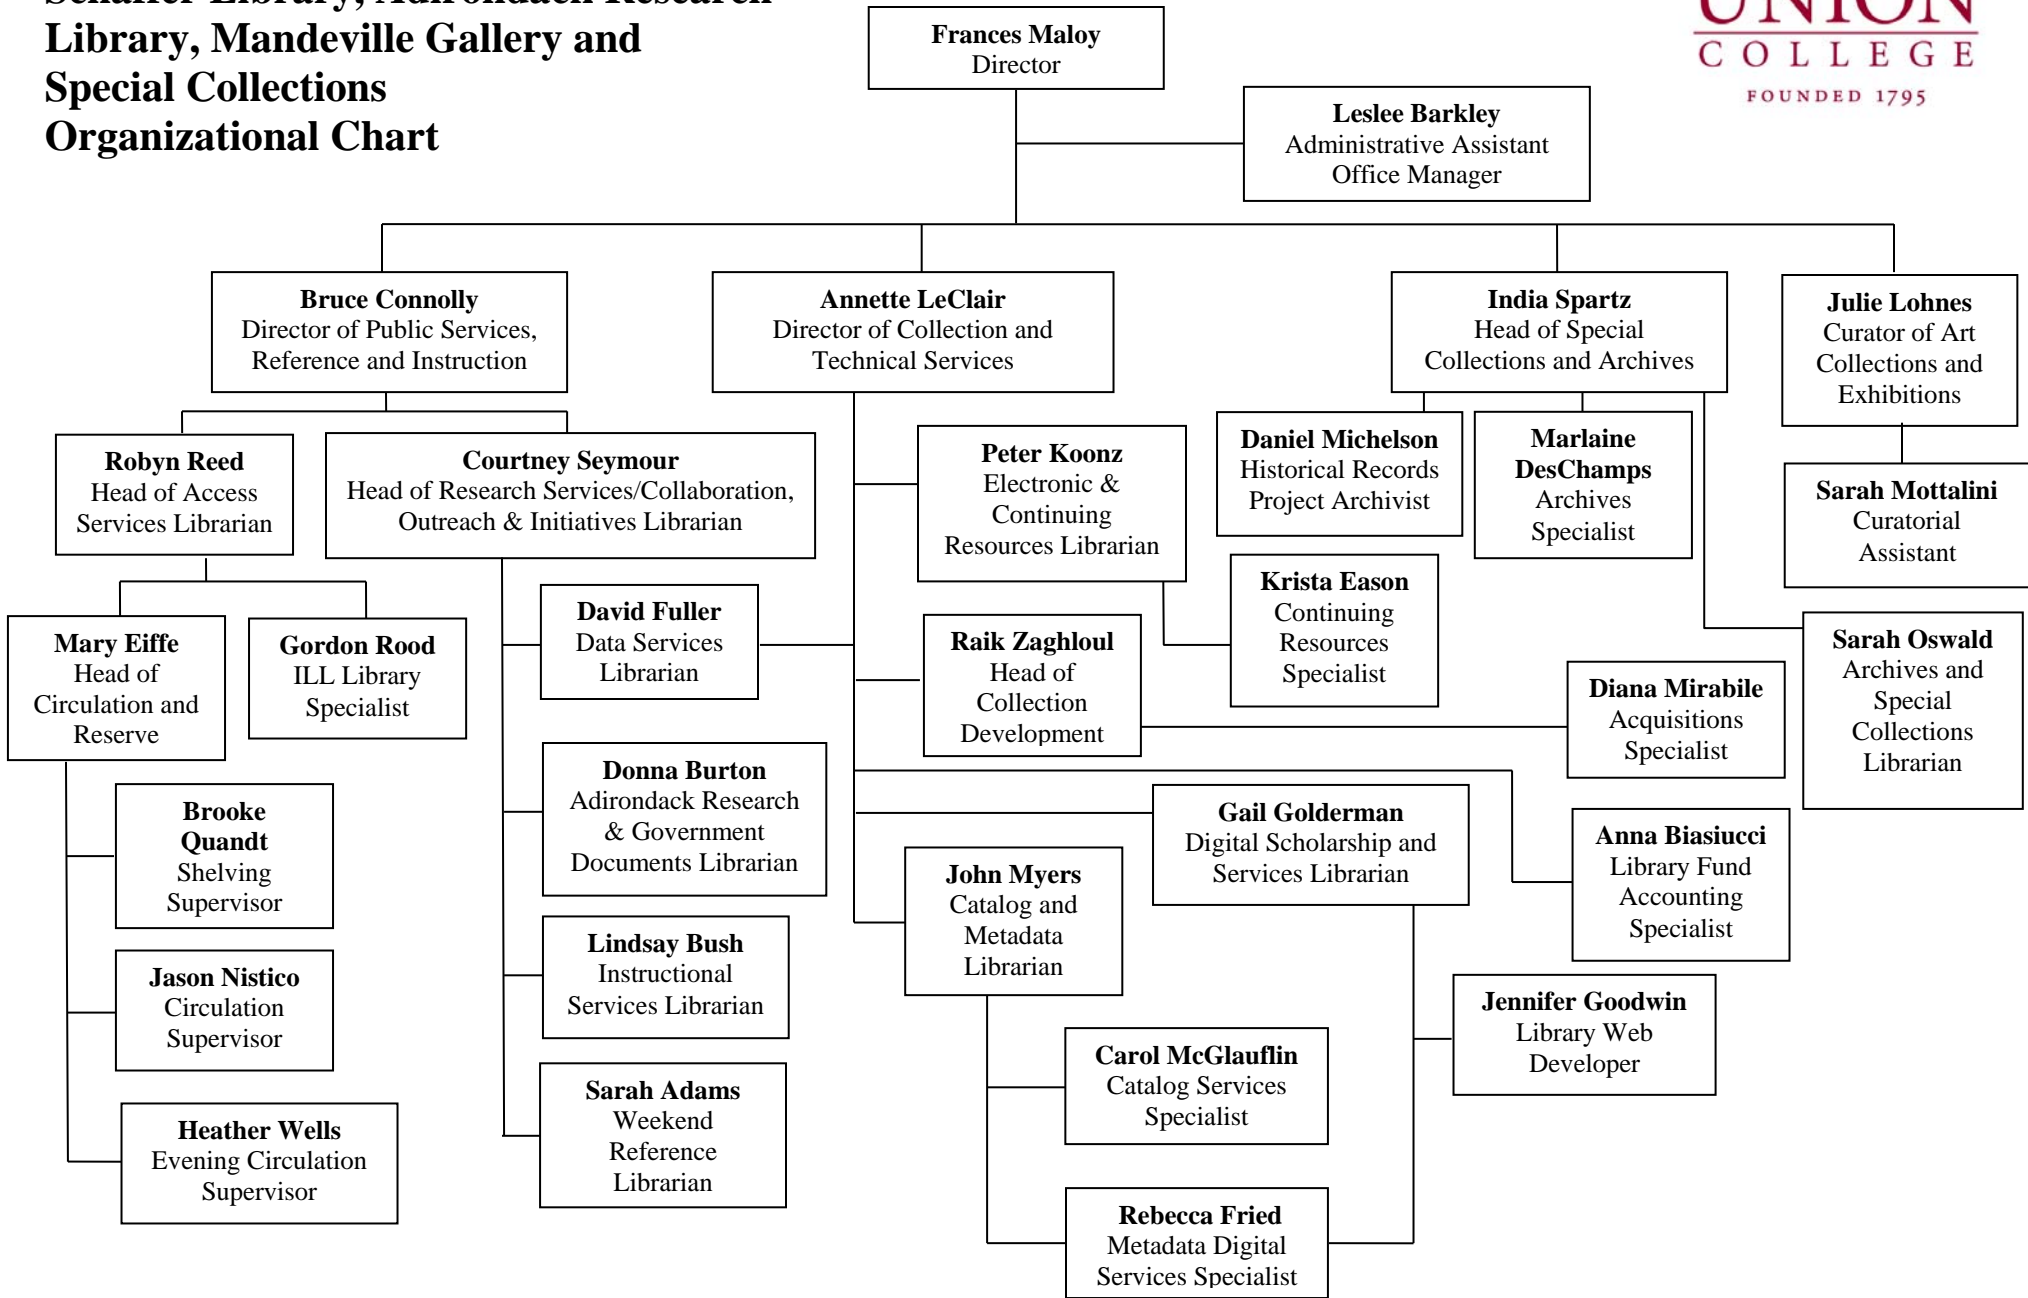 Schaffer Library, Adirondack Research
Library, Mandeville Gallery and
Special Collections
Organizational Chart
UNION
COLLEGE
FOUNDED 1795
Frances Maloy
Director
Leslee Barkley
Administrative Assistant
Office Manager
Bruce Connolly
Director of Public Services,
Reference and Instruction
Annette LeClair
Director of Collection and
Technical Services
India Spartz
Head of Special
Collections and Archives
Julie Lohnes
Curator of Art
Collections and
Exhibitions
Robyn Reed
Head of Access
Services Librarian
Courtney Seymour
Head of Research Services/Collaboration,
Outreach & Initiatives Librarian
Peter Koonz
Electronic &
Continuing
Resources Librarian
Daniel Michelson
Historical Records
Project Archivist
Marlaine
DesChamps
Archives
Specialist
Sarah Mottalini
Curatorial
Assistant
Krista Eason
Continuing
Resources
Specialist
Mary Eiffe
Head of
Circulation and
Reserve
Gordon Rood
ILL Library
Specialist
David Fuller
Data Services
Librarian
Raik Zaghloul
Head of
Collection
Development
Diana Mirabile
Acquisitions
Specialist
Sarah Oswald
Archives and
Special
Collections
Librarian
Brooke
Quandt
Shelving
Supervisor
Donna Burton
Adirondack Research
& Government
Documents Librarian
Gail Golderman
Digital Scholarship and
Services Librarian
Anna Biasiucci
Library Fund
Accounting
Specialist
John Myers
Catalog and
Metadata
Librarian
Lindsay Bush
Instructional
Services Librarian
Jason Nistico
Circulation
Supervisor
Jennifer Goodwin
Library Web
Developer
Carol McGlauflin
Catalog Services
Specialist
Sarah Adams
Weekend
Reference
Librarian
Heather Wells
Evening Circulation
Supervisor
Rebecca Fried
Metadata Digital
Services Specialist